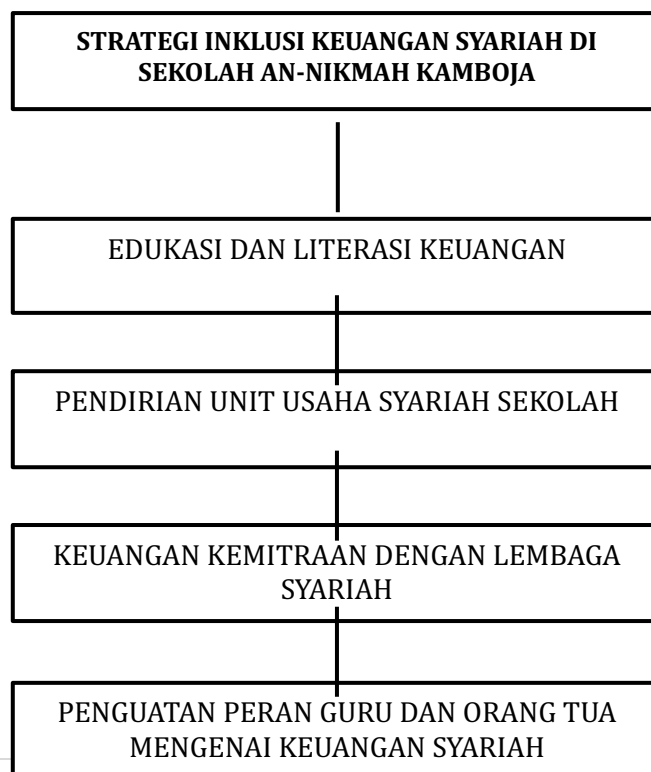 STRATEGI INKLUSI KEUANGAN SYARIAH DI
SEKOLAH AN-NIKMAH KAMBOJA
EDUKASI DAN LITERASI KEUANGAN
PENDIRIAN UNIT USAHA SYARIAH SEKOLAH
KEUANGAN KEMITRAAN DENGAN LEMBAGA
SYARIAH
PENGUATAN PERAN GURU DAN ORANG TUA
MENGENAI KEUANGAN SYARIAH